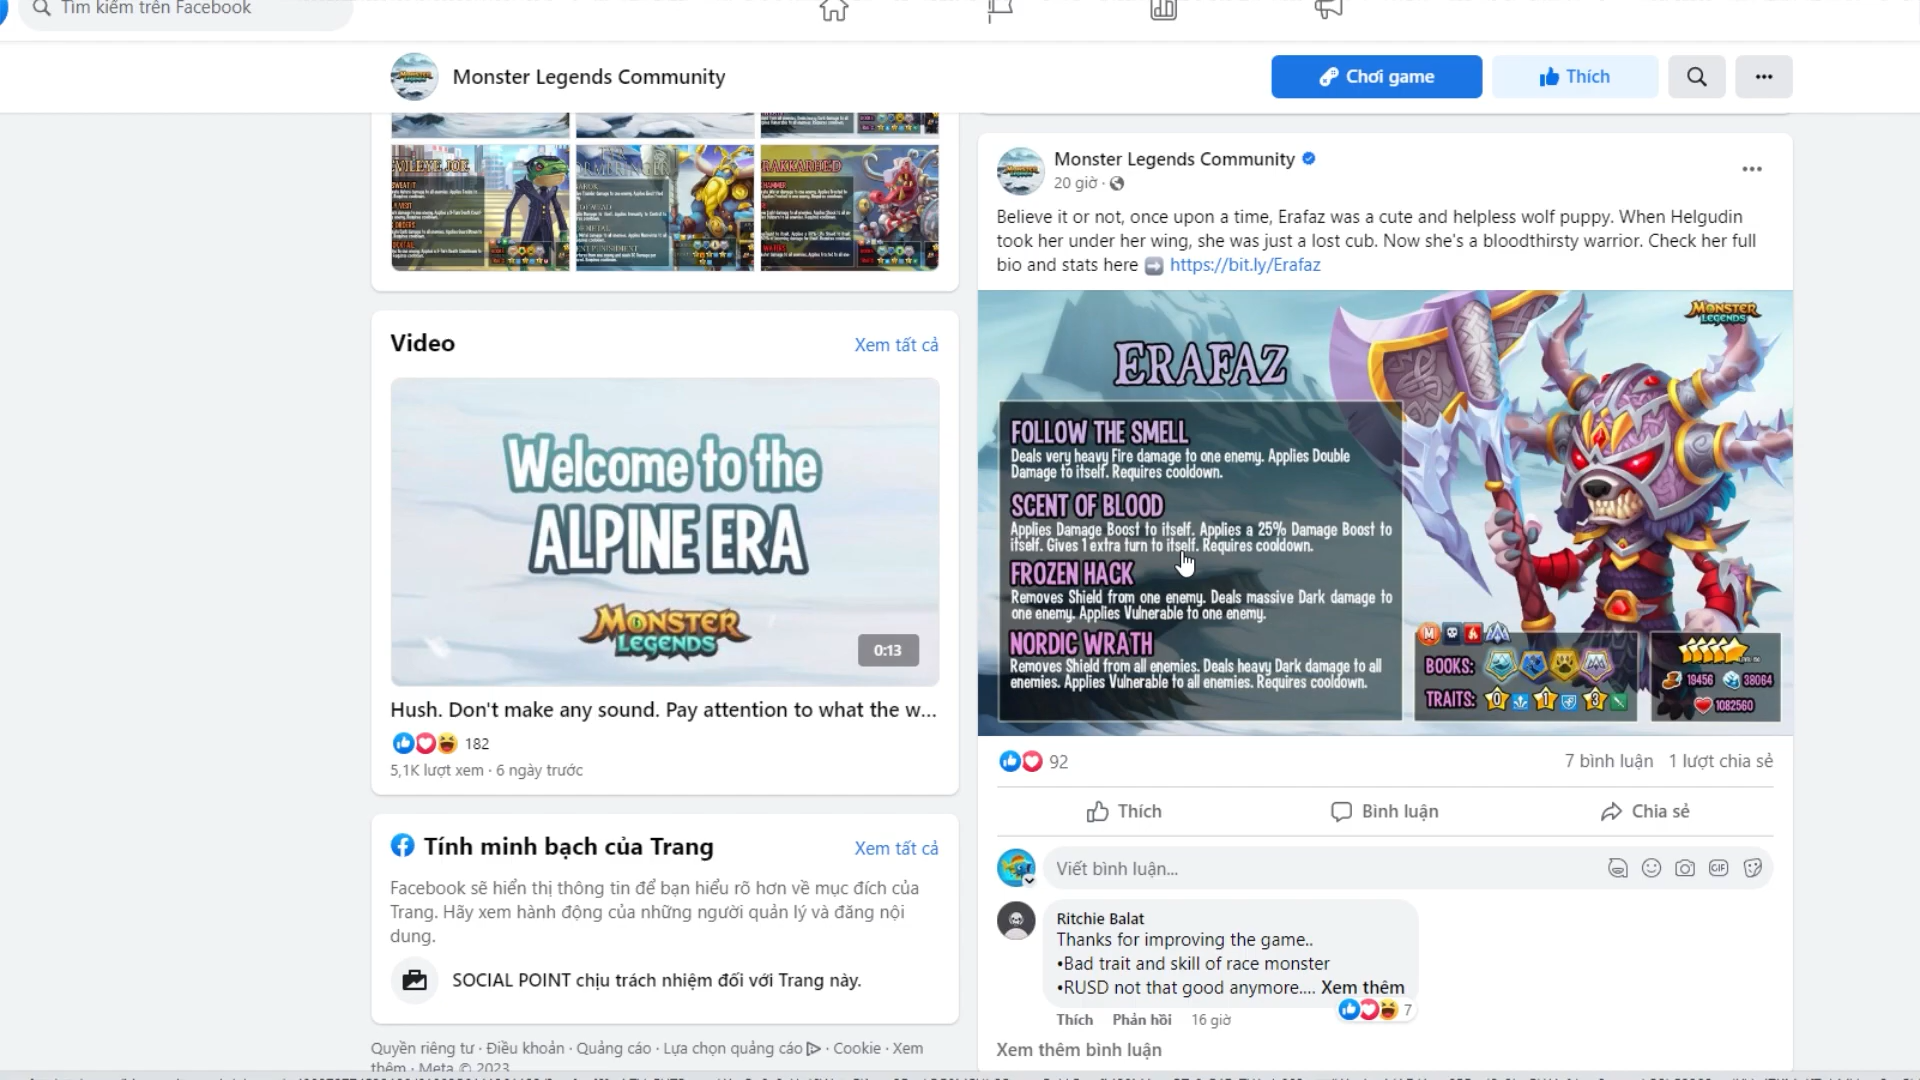 Tìm kiếm trên Facebook
Monster Legends Community
Chơi game
Thích
Video
Xem tất cả
Welcome to the
ALPINE ERA
MONSTER
LEGENDS
0:13
Hush. Don't make any sound. Pay attention to what the w...
182
5,1K lượt xem · 6 ngày trước
Tính minh bạch của Trang
Xem tất cả
Facebook sẽ hiển thị thông tin để bạn hiểu rõ hơn về mục đích của
Trang. Hãy xem hành động của những người quản lý và đăng nội
dung.
SOCIAL POINT chịu trách nhiệm đối với Trang này.
Quyền riêng tư · Điều khoản · Quảng cáo · Lựa chọn quảng cáo · Cookie · Xem
thêm · Meta © 2023
Monster Legends Community
20 giờ ·
Believe it or not, once upon a time, Erafaz was a cute and helpless wolf puppy. When Helgudin
took her under her wing, she was just a lost cub. Now she's a bloodthirsty warrior. Check her full
bio and stats here https://bit.ly/Erafaz
MONSTER
LEGENDS
ERAFAZ
FOLLOW THE SMELL
Deals very heavy Fire damage to one enemy. Applies Double
Damage to itself. Requires cooldown.
SCENT OF BLOOD
Applies Damage Boost to itself. Applies a 25% Damage Boost to
itself. Gives 1 extra turn to itself. Requires cooldown.
FROZEN HACK
Removes Shield from one enemy. Deals massive Dark damage to
one enemy. Applies Vulnerable to one enemy.
NORDIC WRATH
Removes Shield from all enemies. Deals heavy Dark damage to all
enemies. Applies Vulnerable to all enemies. Requires cooldown.
M
BOOKS:
TRAITS: 0 1 3
19456 38064
1082560
92
7 bình luận 1 lượt chia sẻ
Thích Bình luận Chia sẻ
Viết bình luận...
GIF
Ritchie Balat
Thanks for improving the game..
•Bad trait and skill of race monster
•RUSD not that good anymore.... Xem thêm
7
Thích Phản hồi 16 giờ
Xem thêm bình luận